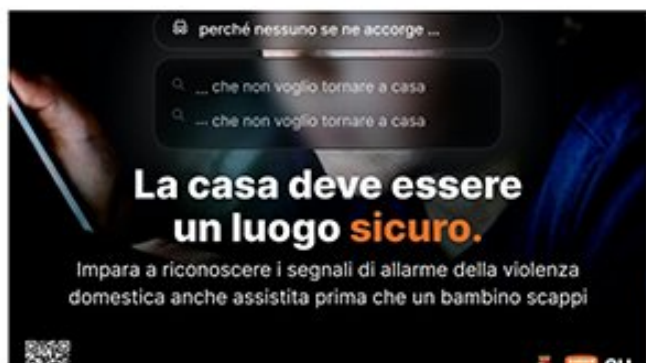 perché nessuno se ne accorge ...
... che non voglio tornare a casa
... che non voglio tornare a casa
La casa deve essere
un luogo sicuro.
Impara a riconoscere i segnali di allarme della violenza
domestica anche assistita prima che un bambino scappi